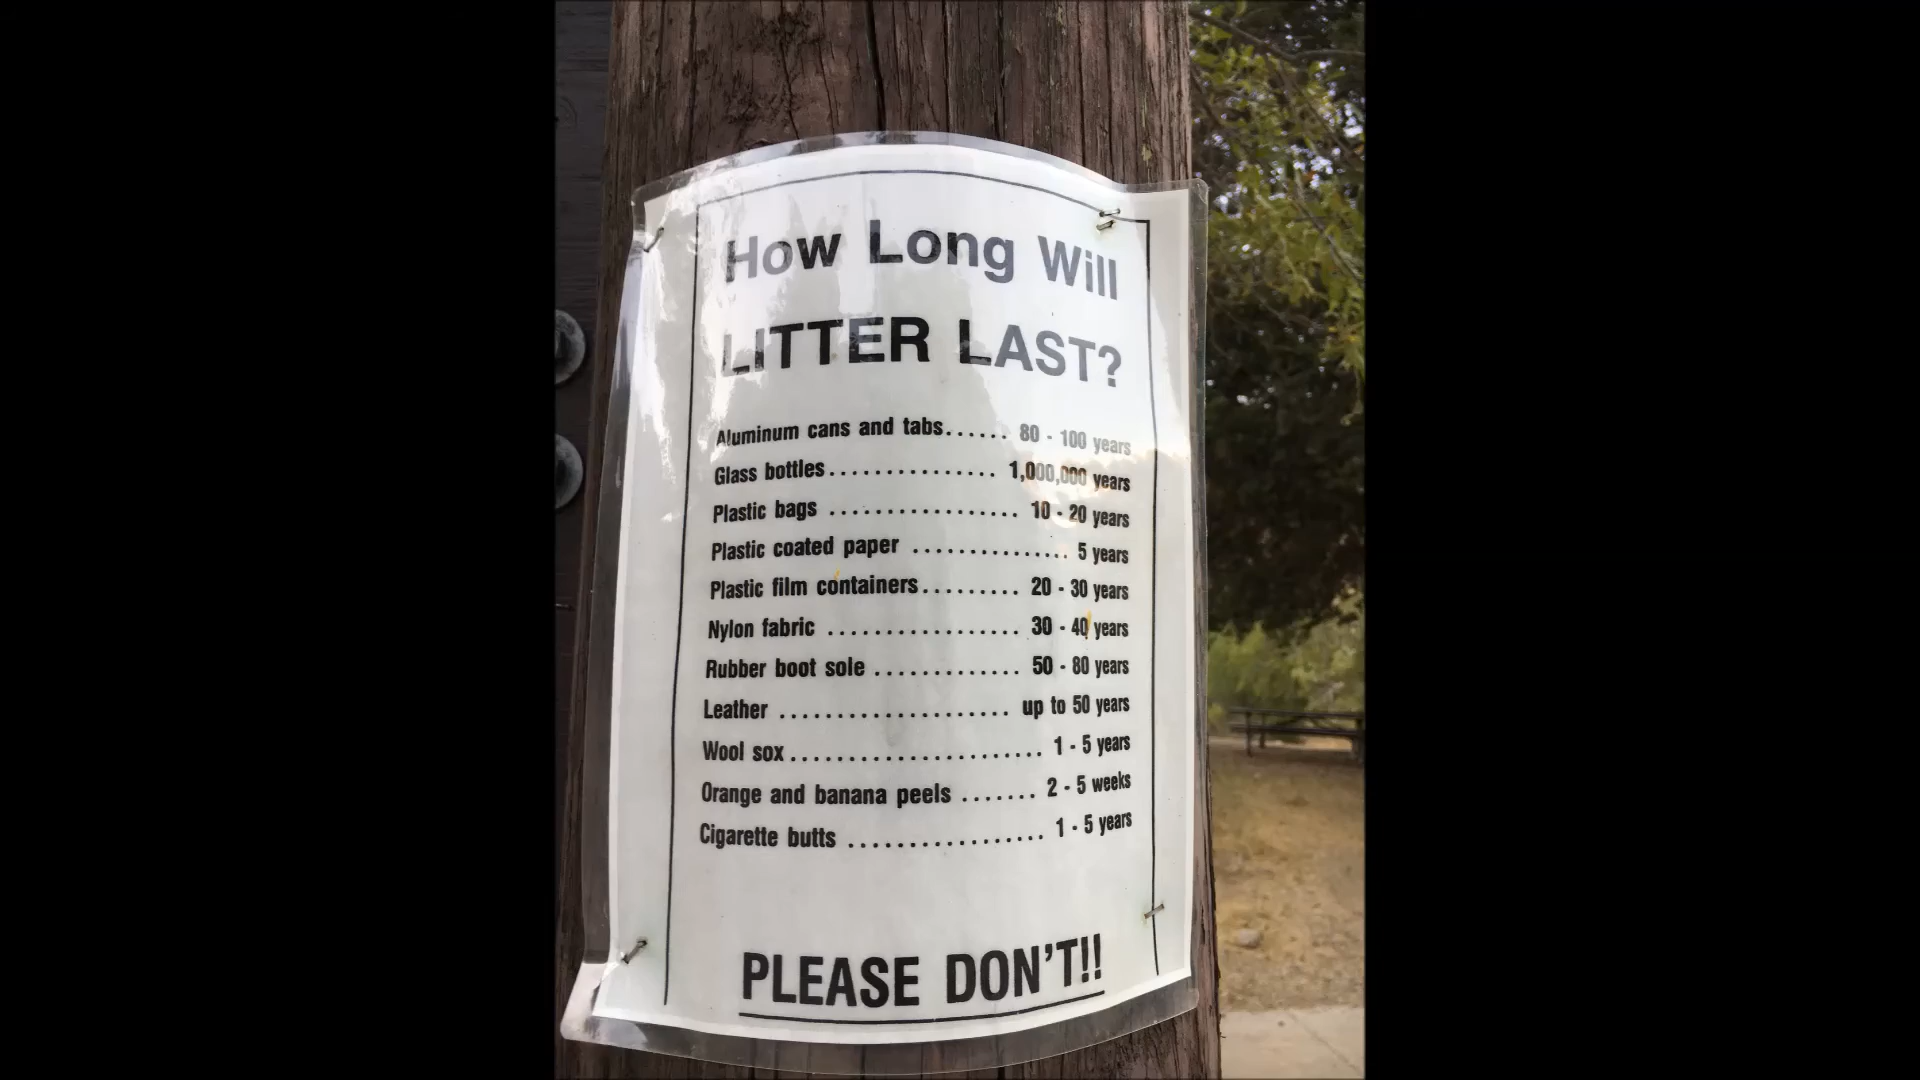 How Long Will
LITTER LAST?
Aluminum cans and tabs...... 80 - 100 years
Glass bottles............... 1,000,000 years
Plastic bags ................. 10 - 20 years
Plastic coated paper .............. 5 years
Plastic film containers......... 20 - 30 years
Nylon fabric ................. 30 - 40 years
Rubber boot sole ............. 50 - 80 years
Leather ..................... up to 50 years
Wool sox....................... 1 - 5 years
Orange and banana peels ....... 2 - 5 weeks
Cigarette butts .................. 1 - 5 years
PLEASE DON'T!!